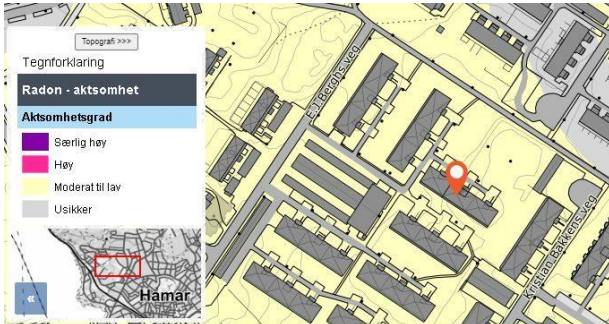 Topografi >>>
Tegnforklaring
Radon - aktsomhet
Aktsomhetsgrad
Særlig høy
Høy
Moderat til lav
Usikker
Hamar
«
E J Berghs veg
Kristian Bakkens veg